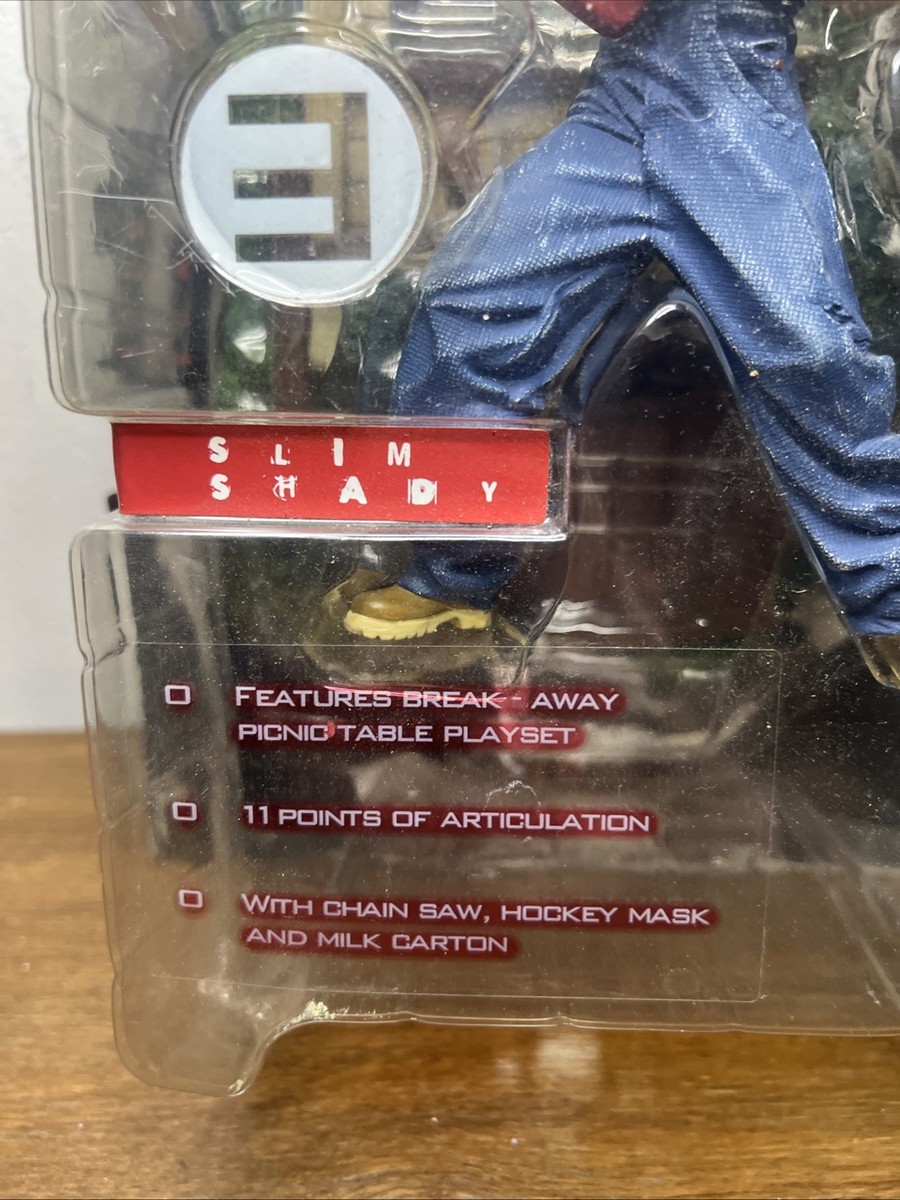 Ǝ
SLIM
SHADY
FEATURES BREAK - AWAY
PICNIC TABLE PLAYSET
11 POINTS OF ARTICULATION
WITH CHAIN SAW, HOCKEY MASK
AND MILK CARTON